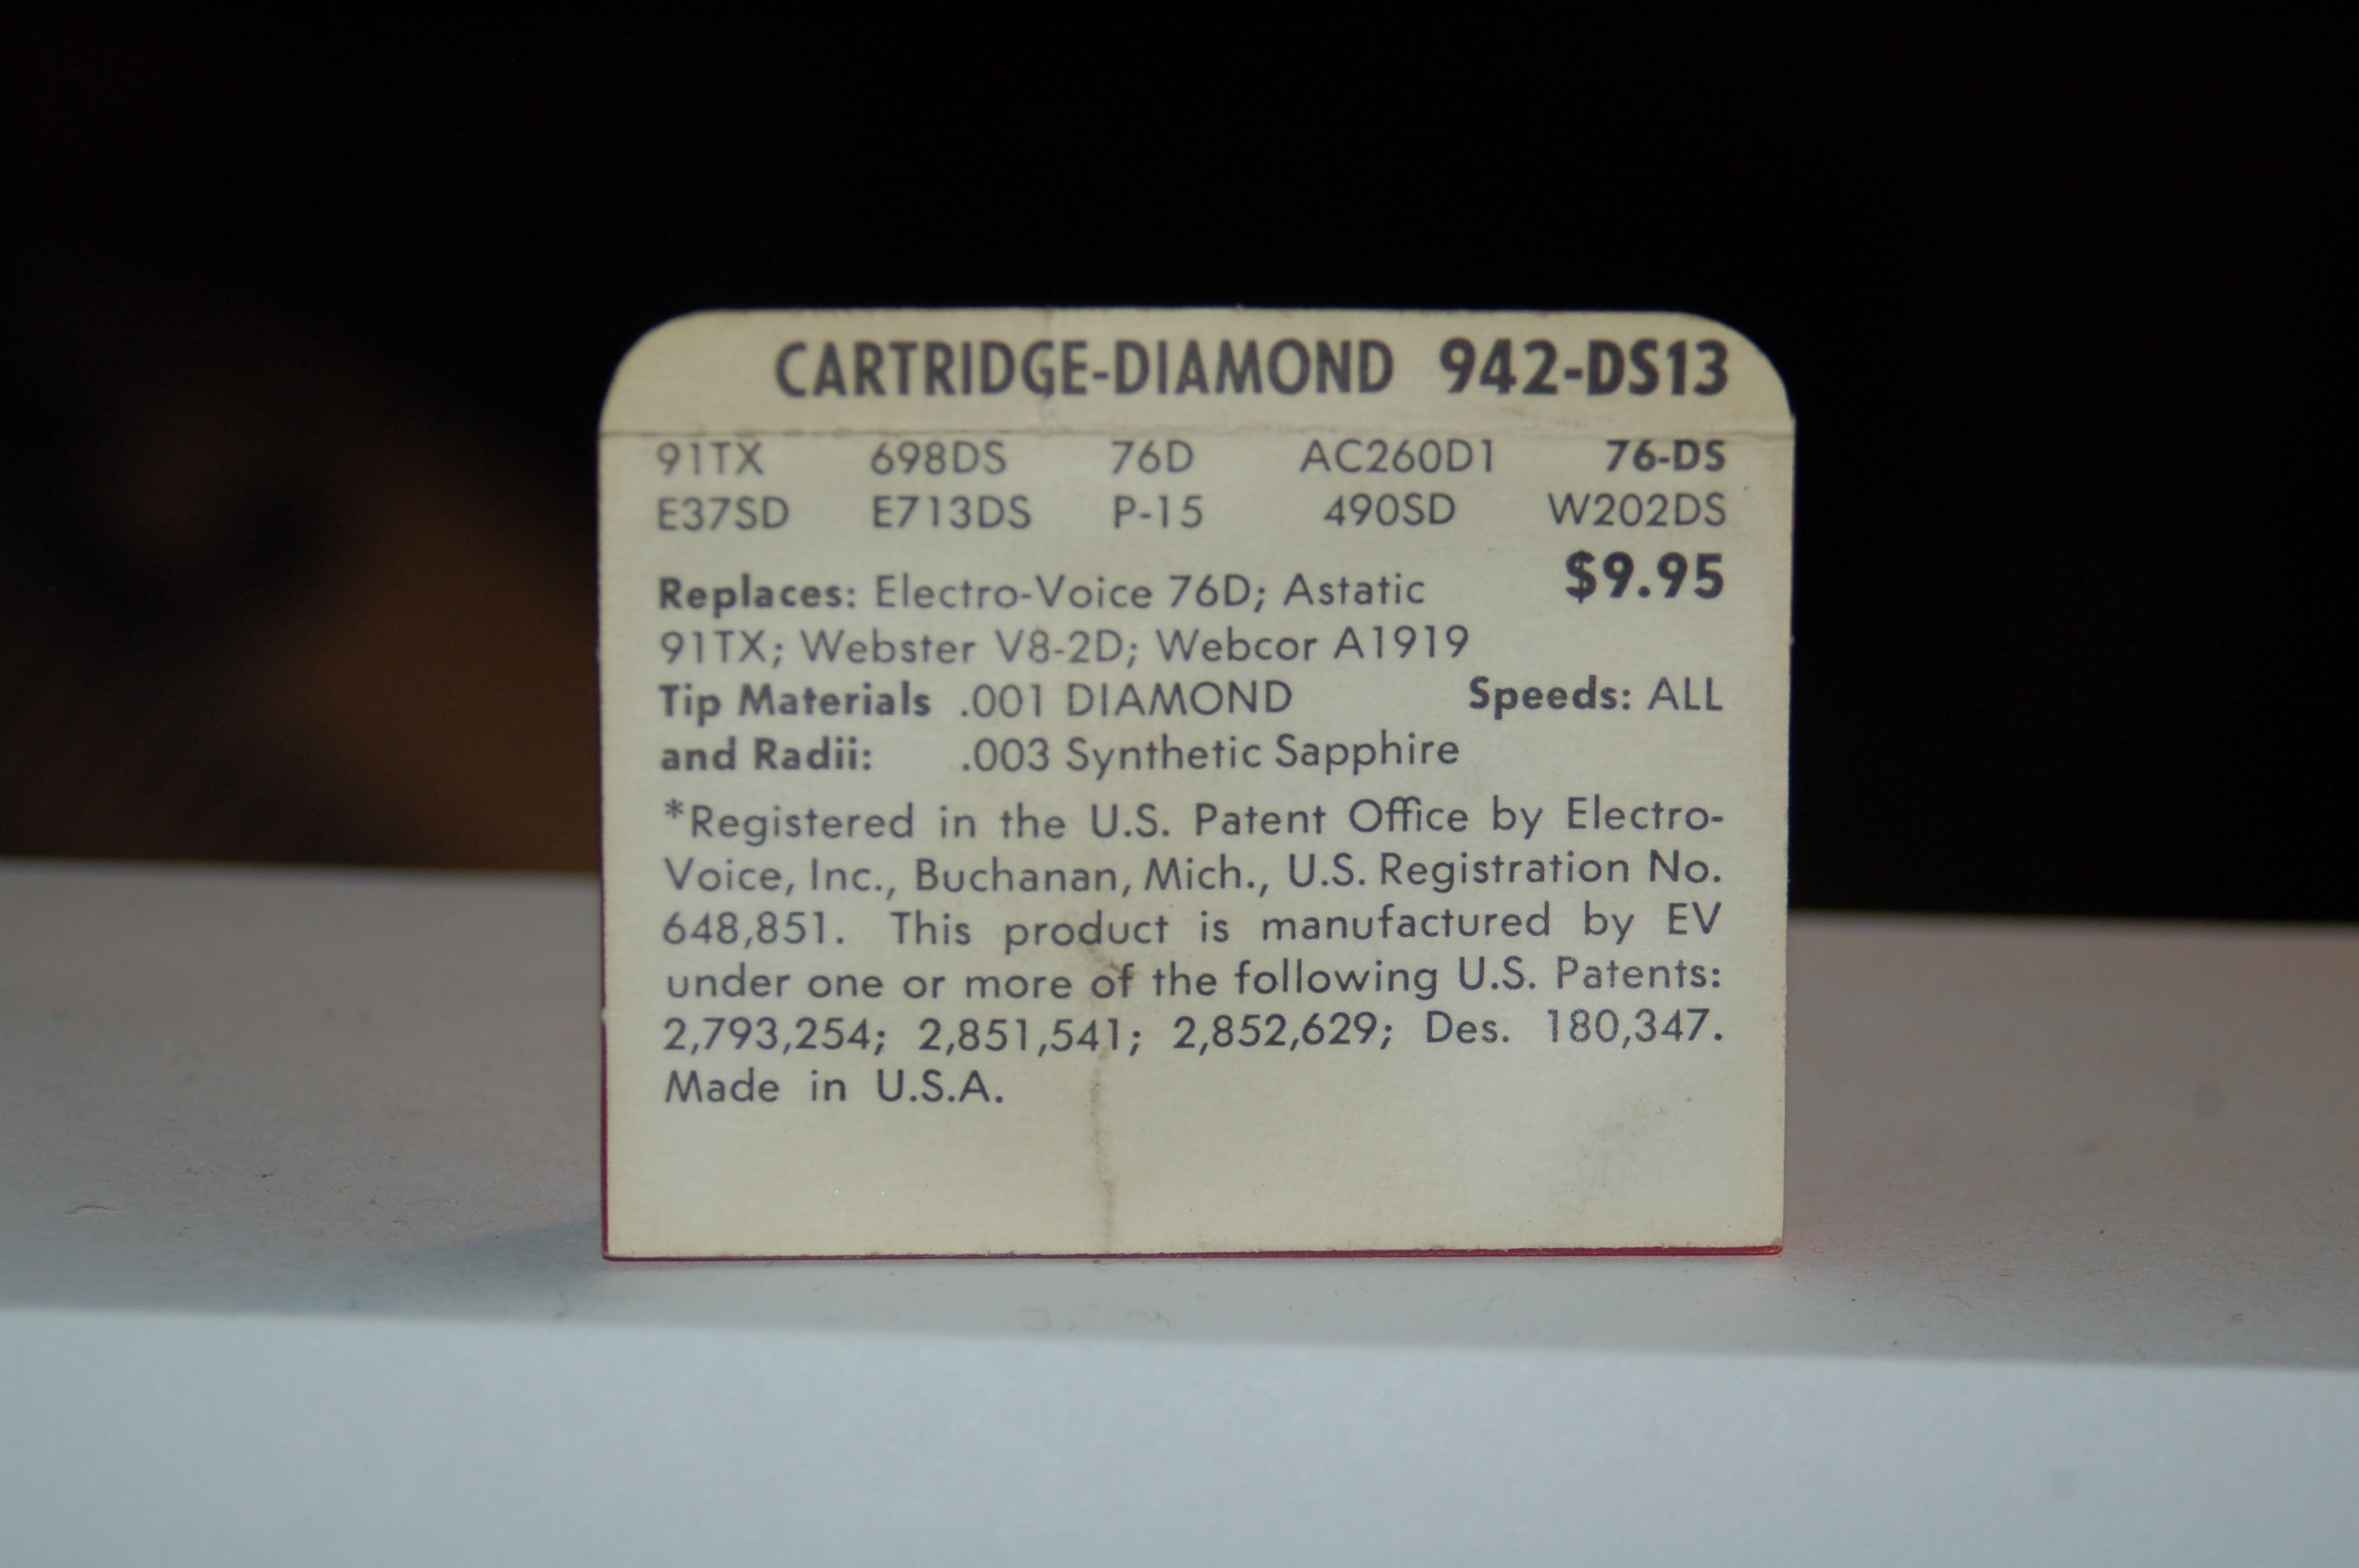 CARTRIDGE-DIAMOND 942-DS13
91TX 698DS 76D AC260D1 76-DS
E37SD E713DS P-15 490SD W202DS
$9.95
Replaces: Electro-Voice 76D; Astatic
91TX; Webster V8-2D; Webcor A1919
Tip Materials .001 DIAMOND Speeds: ALL
and Radii: .003 Synthetic Sapphire
*Registered in the U.S. Patent Office by Electro-
Voice, Inc., Buchanan, Mich., U.S. Registration No.
648,851. This product is manufactured by EV
under one or more of the following U.S. Patents:
2,793,254; 2,851,541; 2,852,629; Des. 180,347.
Made in U.S.A.